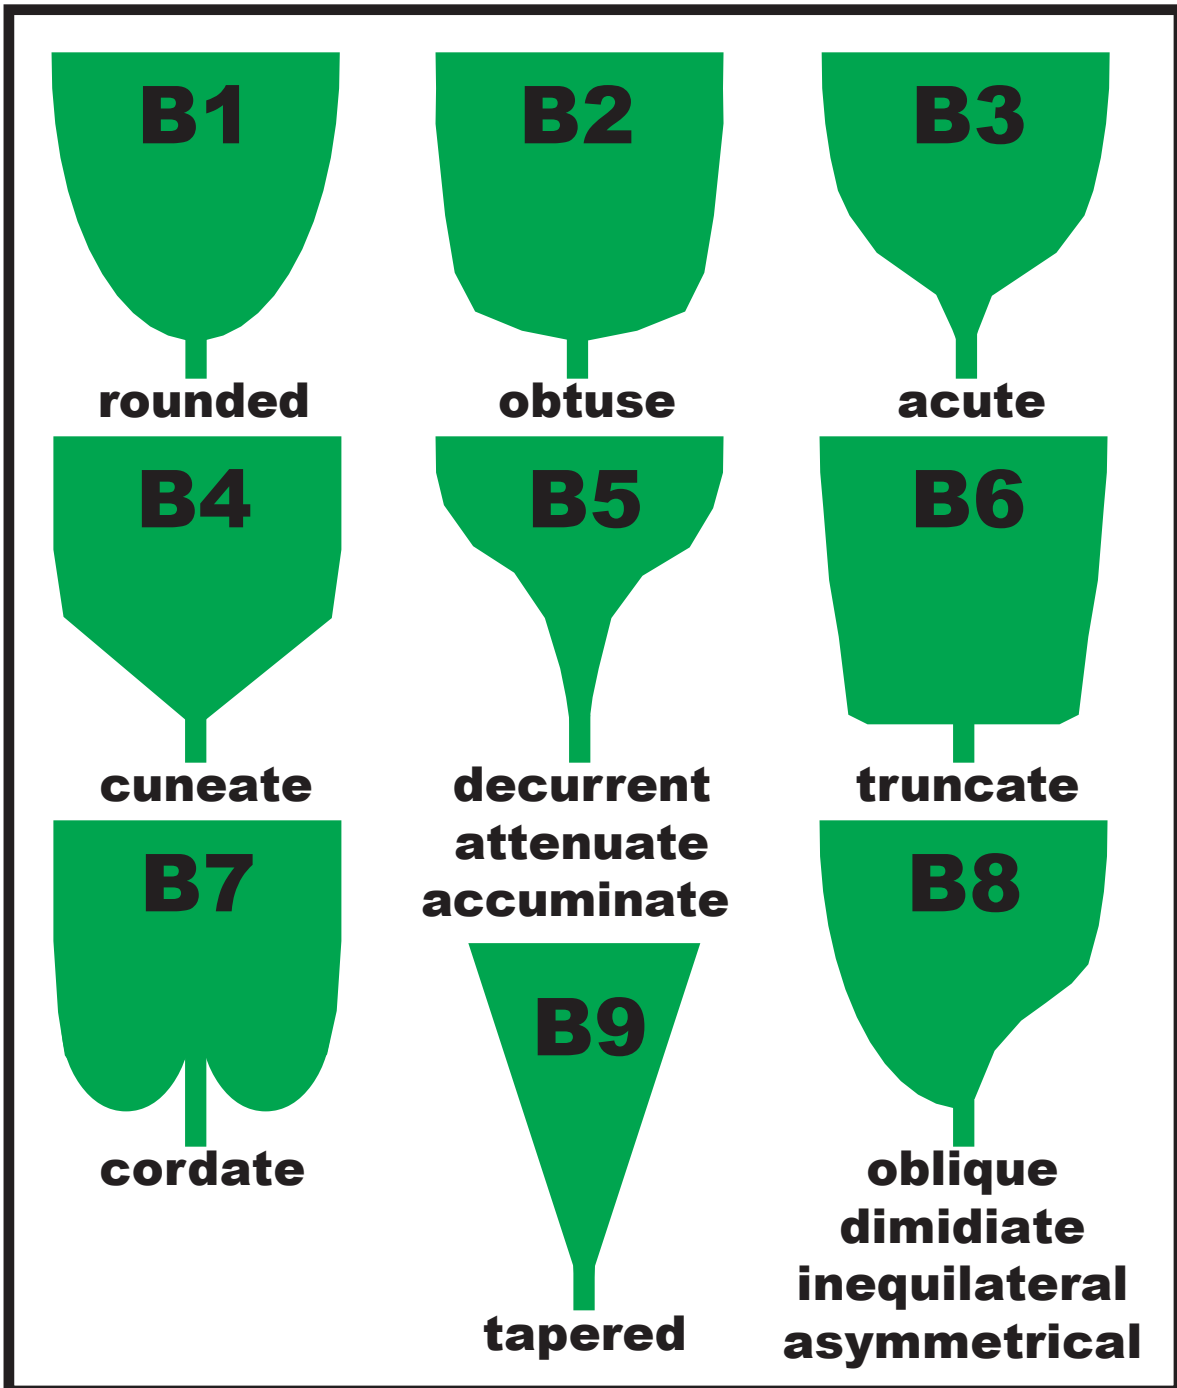 B1
rounded
B2
obtuse
B3
acute
B4
cuneate
B5
decurrent
attenuate
accuminate
B6
truncate
B7
cordate
B9
tapered
B8
oblique
dimidiate
inequilateral
asymmetrical